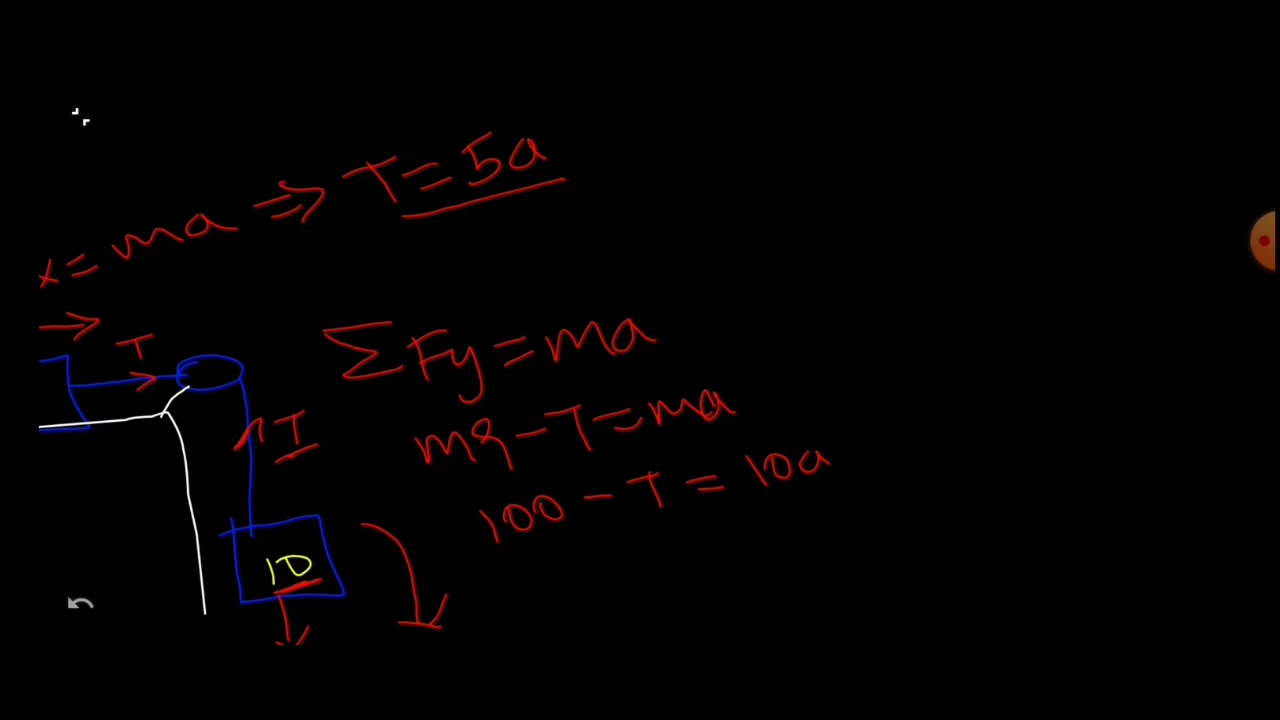 x = ma ⇒ T = 5a
T
ΣFy = ma
T
mg - T = ma
100 - T = 10a
10